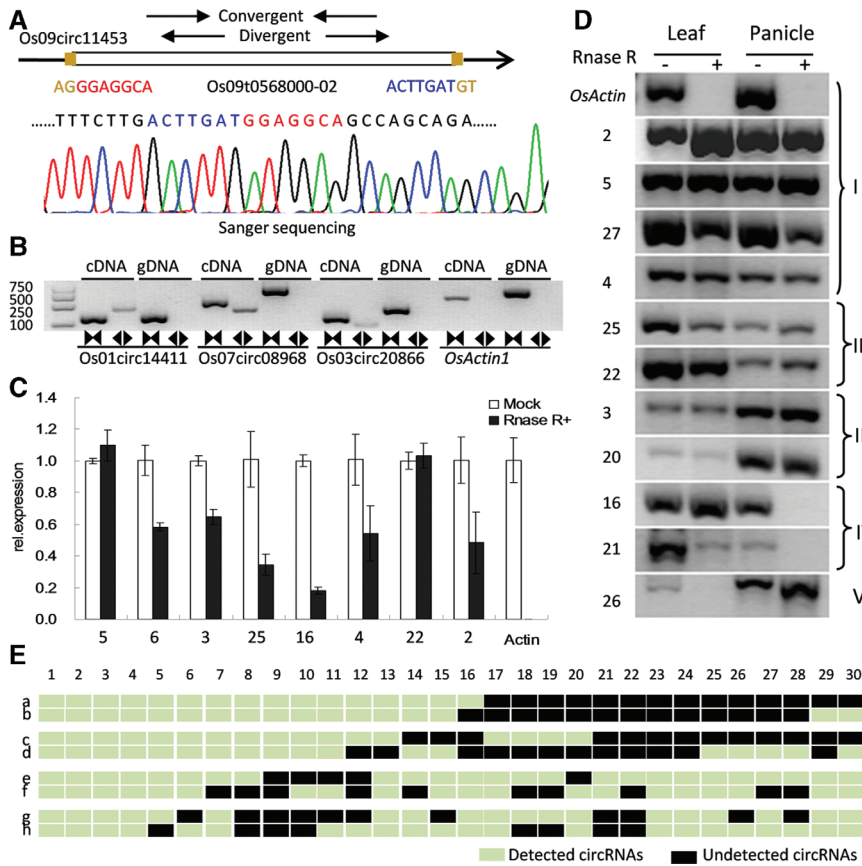 A
Convergent
Divergent
Os09circ11453
AGGGAGGCA Os09t0568000-02 ACTTGATGT
......TTTCTTGACTTGATGGAGGCAGCCAGCAGA......
Sanger sequencing
B
cDNA gDNA cDNA gDNA cDNA gDNA cDNA gDNA
750
500
250
100
Os01circ14411 Os07circ08968 Os03circ20866 OsActin1
C
1.4
1.2
1.0
0.8
0.6
0.4
0.2
0.0
rel.expression
Mock
Rnase R+
5 6 3 25 16 4 22 2 Actin
D
Leaf Panicle
Rnase R - + - +
OsActin
2
5
27
4
I
25
22
3
20
16
21
26
V
E
1 2 3 4 5 6 7 8 9 10 11 12 13 14 15 16 17 18 19 20 21 22 23 24 25 26 27 28 29 30
a
b
c
d
e
f
g
h
Detected circRNAs Undetected circRNAs